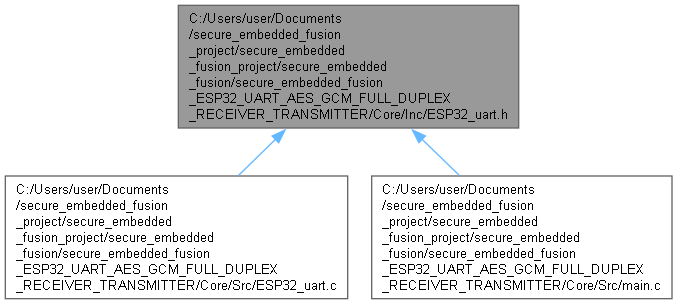 C:/Users/user/Documents
/secure_embedded_fusion
_project/secure_embedded
_fusion_project/secure_embedded
_fusion/secure_embedded_fusion
_ESP32_UART_AES_GCM_FULL_DUPLEX
_RECEIVER_TRANSMITTER/Core/Inc/ESP32_uart.h
C:/Users/user/Documents
/secure_embedded_fusion
_project/secure_embedded
_fusion_project/secure_embedded
_fusion/secure_embedded_fusion
_ESP32_UART_AES_GCM_FULL_DUPLEX
_RECEIVER_TRANSMITTER/Core/Src/ESP32_uart.c
C:/Users/user/Documents
/secure_embedded_fusion
_project/secure_embedded
_fusion_project/secure_embedded
_fusion/secure_embedded_fusion
_ESP32_UART_AES_GCM_FULL_DUPLEX
_RECEIVER_TRANSMITTER/Core/Src/main.c